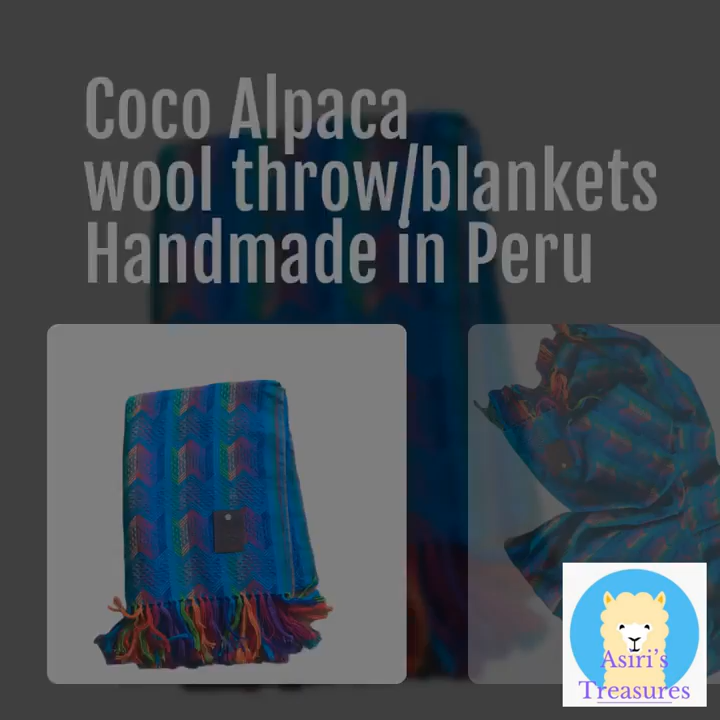 Coco Alpaca
wool throw/blankets
Handmade in Peru
Asiri's
Treasures